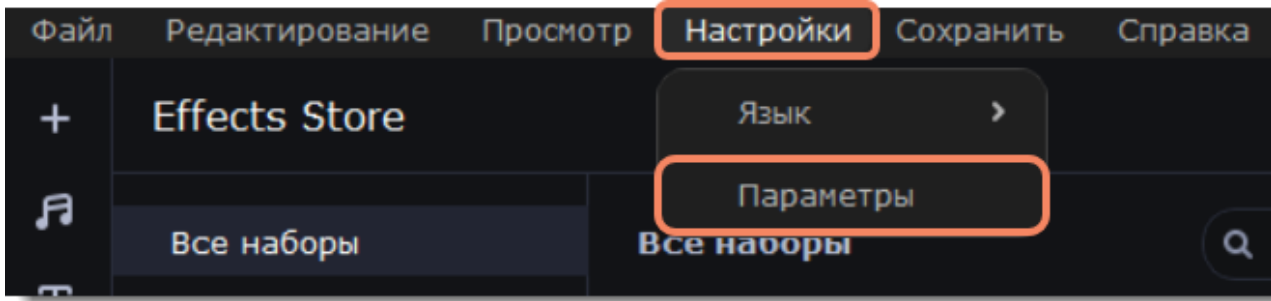 Файл Редактирование Просмотр Настройки Сохранить Справка
Effects Store
Язык
Параметры
Все наборы
Все наборы